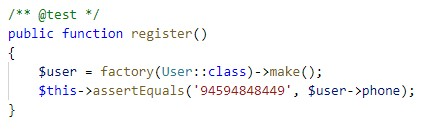 /** @test */
public function register()
{
    $user = factory(User::class)->make();
    $this->assertEquals('94594848449', $user->phone);
}